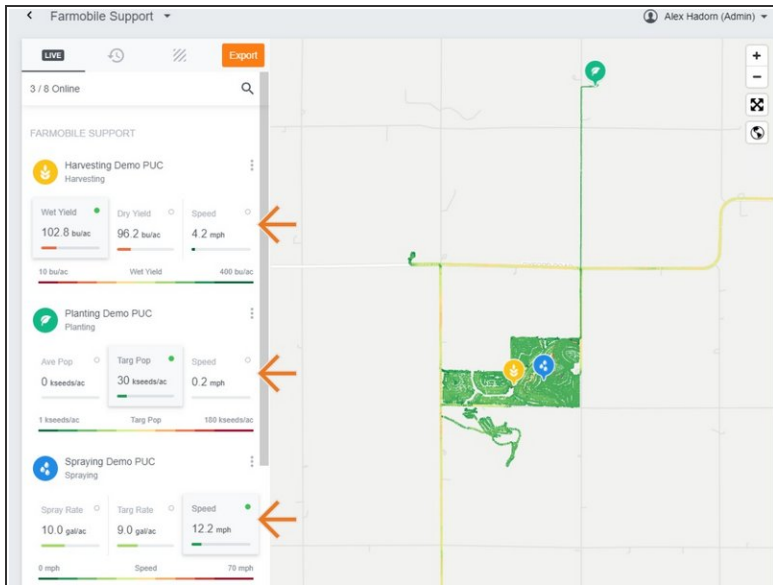 Farmobile Support
Alex Hadorn (Admin)
LIVE
Export
3 / 8 Online
FARMOBILE SUPPORT
Harvesting Demo PUC
Harvesting
Wet Yield Dry Yield Speed
102.8 bu/ac 96.2 bu/ac 4.2 mph
10 bu/ac Wet Yield 400 bu/ac
Planting Demo PUC
Planting
Ave Pop Targ Pop Speed
0 kseeds/ac 30 kseeds/ac 0.2 mph
1 kseeds/ac Targ Pop 100 kseeds/ac
Spraying Demo PUC
Spraying
Spray Rate Targ Rate Speed
10.0 gal/ac 9.0 gal/ac 12.2 mph
0 mph Speed 70 mph
+
−